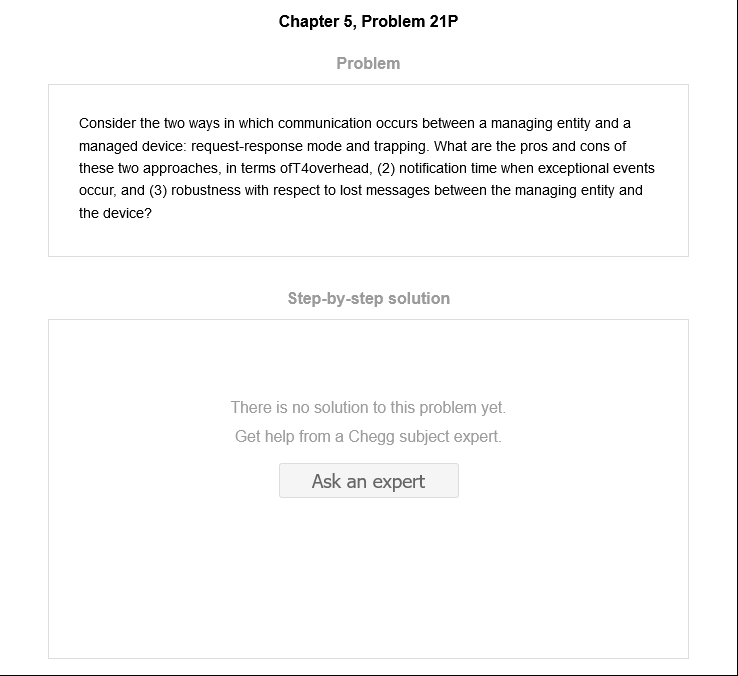 Chapter 5, Problem 21P
Problem
Consider the two ways in which communication occurs between a managing entity and a
managed device: request-response mode and trapping. What are the pros and cons of
these two approaches, in terms ofT4overhead, (2) notification time when exceptional events
occur, and (3) robustness with respect to lost messages between the managing entity and
the device?
Step-by-step solution
There is no solution to this problem yet.
Get help from a Chegg subject expert.
Ask an expert